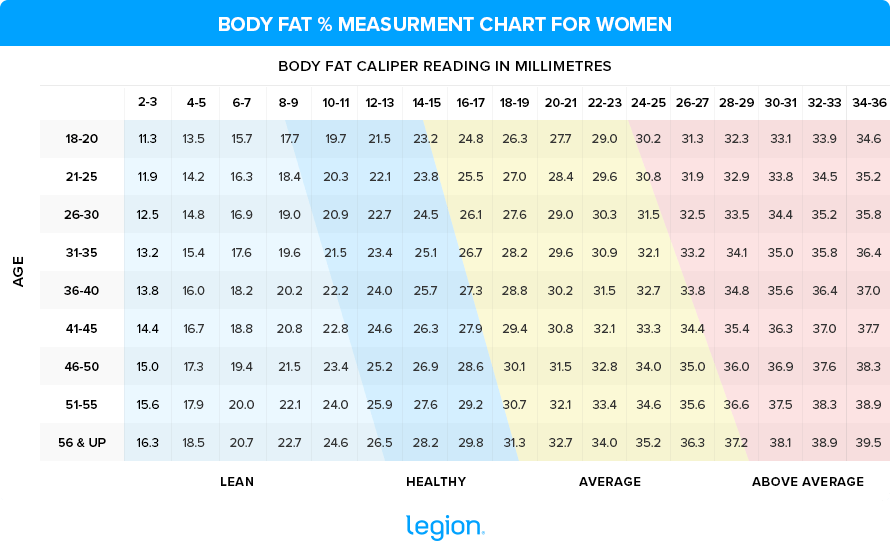 BODY FAT % MEASURMENT CHART FOR WOMEN
BODY FAT CALIPER READING IN MILLIMETRES
2-3 4-5 6-7 8-9 10-11 12-13 14-15 16-17 18-19 20-21 22-23 24-25 26-27 28-29 30-31 32-33 34-36
AGE
18-20 11.3 13.5 15.7 17.7 19.7 21.5 23.2 24.8 26.3 27.7 29.0 30.2 31.3 32.3 33.1 33.9 34.6
21-25 11.9 14.2 16.3 18.4 20.3 22.1 23.8 25.5 27.0 28.4 29.6 30.8 31.9 32.9 33.8 34.5 35.2
26-30 12.5 14.8 16.9 19.0 20.9 22.7 24.5 26.1 27.6 29.0 30.3 31.5 32.5 33.5 34.4 35.2 35.8
31-35 13.2 15.4 17.6 19.6 21.5 23.4 25.1 26.7 28.2 29.6 30.9 32.1 33.2 34.1 35.0 35.8 36.4
36-40 13.8 16.0 18.2 20.2 22.2 24.0 25.7 27.3 28.8 30.2 31.5 32.7 33.8 34.8 35.6 36.4 37.0
41-45 14.4 16.7 18.8 20.8 22.8 24.6 26.3 27.9 29.4 30.8 32.1 33.3 34.4 35.4 36.3 37.0 37.7
46-50 15.0 17.3 19.4 21.5 23.4 25.2 26.9 28.6 30.1 31.5 32.8 34.0 35.0 36.0 36.9 37.6 38.3
51-55 15.6 17.9 20.0 22.1 24.0 25.9 27.6 29.2 30.7 32.1 33.4 34.6 35.6 36.6 37.5 38.3 38.9
56 & UP 16.3 18.5 20.7 22.7 24.6 26.5 28.2 29.8 31.3 32.7 34.0 35.2 36.3 37.2 38.1 38.9 39.5
LEAN HEALTHY AVERAGE ABOVE AVERAGE
legion.